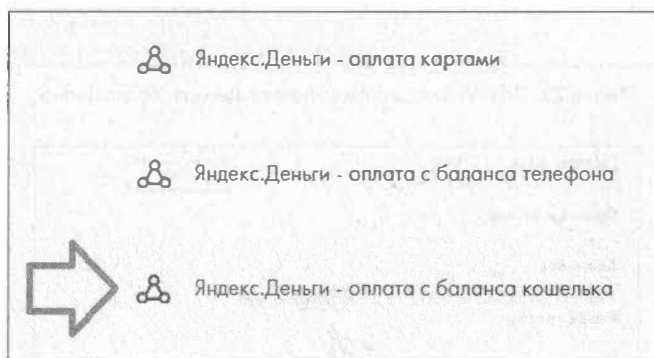 Яндекс.Деньги - оплата картами
Яндекс.Деньги - оплата с баланса телефона
Яндекс.Деньги - оплата с баланса кошелька